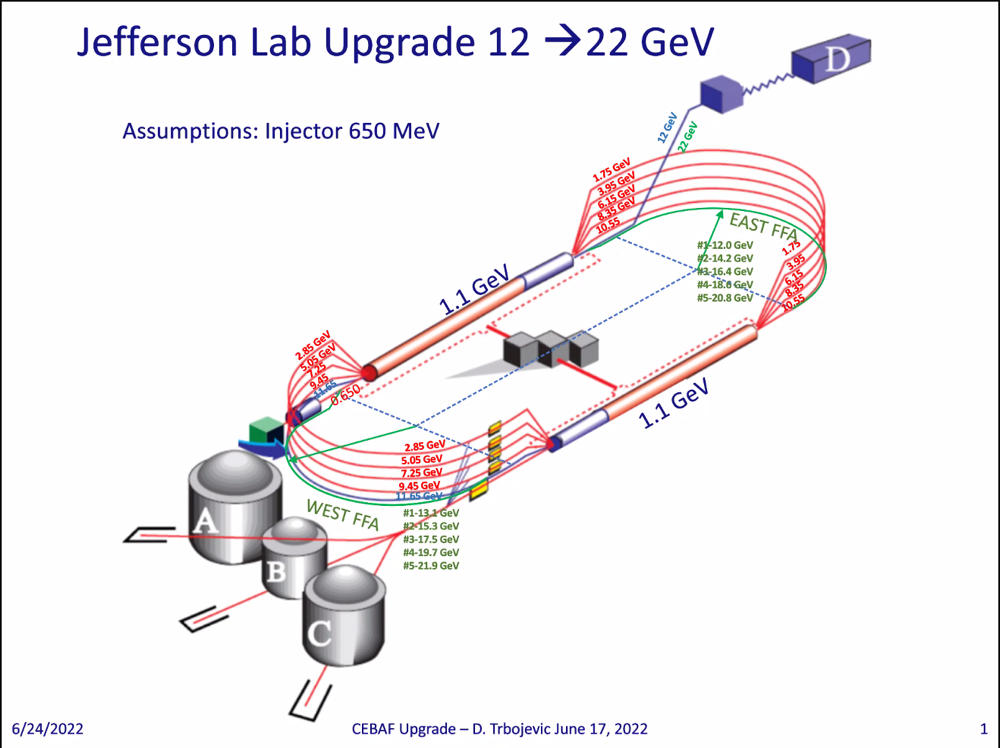 Jefferson Lab Upgrade 12 →22 GeV
Assumptions: Injector 650 MeV
D
12 GeV
22 GeV
1.75 GeV
3.95 GeV
6.15 GeV
8.35 GeV
10.55
EAST FFA
#1-12.0 GeV
#2-14.2 GeV
#3-16.4 GeV
#4-18.6 GeV
#5-20.8 GeV
1.75
3.95
6.15
8.35
10.55
1.1 GeV
2.85 GeV
5.05 GeV
7.25
9.45
11.65
0.650
1.1 GeV
2.85 GeV
5.05 GeV
7.25 GeV
9.45 GeV
11.65 GeV
WEST FFA
#1-13.1 GeV
#2-15.3 GeV
#3-17.5 GeV
#4-19.7 GeV
#5-21.9 GeV
A
B
C
6/24/2022
CEBAF Upgrade – D. Trbojevic June 17, 2022
1